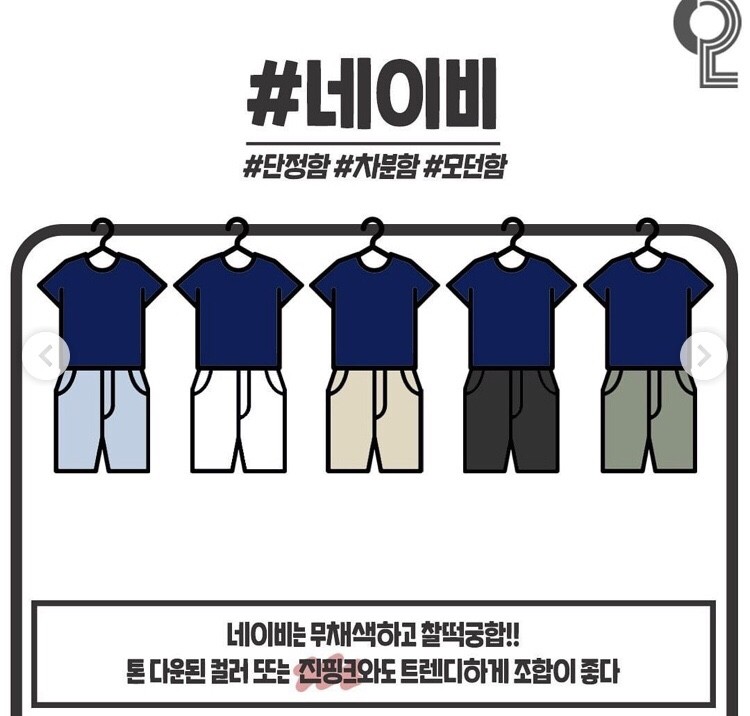 #네이비
#단정함 #차분함 #모던함
네이비는 무채색하고 찰떡궁합!!
톤 다운된 컬러 또는 진핑크와도 트렌디하게 조합이 좋다